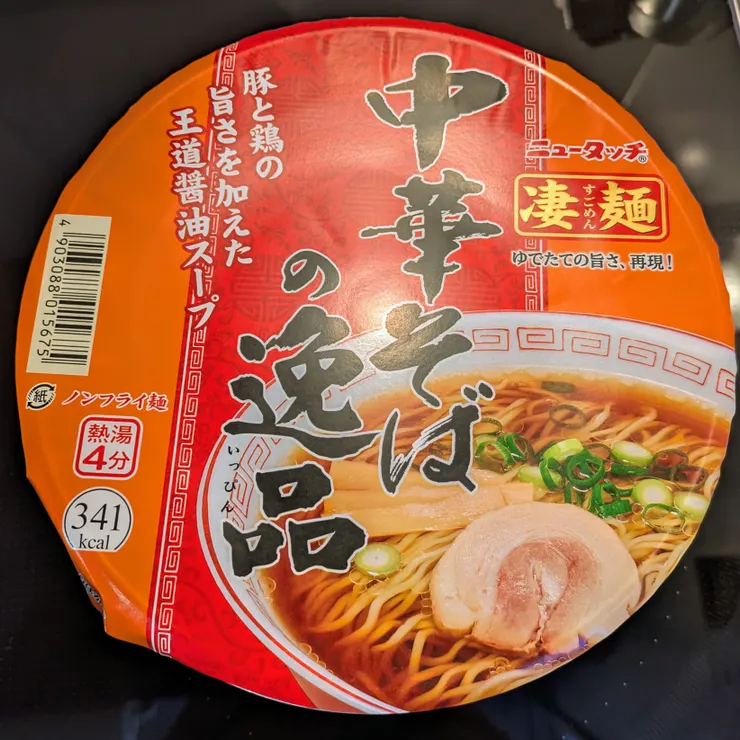 中華そば
の逸品
いっぴん
豚と鶏の
旨さを加えた
王道醤油スープ
ニュータッチ®
凄麺
すごめん
ゆでたての旨さ、再現!
4903088015675
紙
ノンフライ麺
熱湯
4分
341
kcal